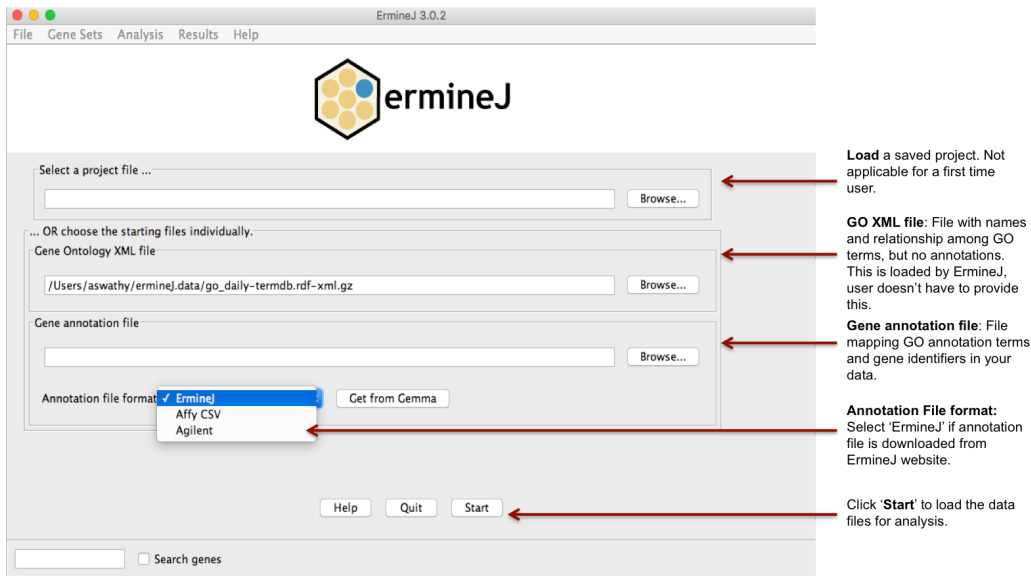 ErmineJ 3.0.2
File Gene Sets Analysis Results Help
ermineJ
Select a project file ...
Browse...
... OR choose the starting files individually.
Gene Ontology XML file
/Users/aswathy/ermineJ.data/go_daily-termdb.rdf-xml.gz
Browse...
Gene annotation file
Browse...
Annotation file format
✓ ErmineJ
Affy CSV
Agilent
Get from Gemma
Help Quit Start
Search genes
Load a saved project. Not
applicable for a first time
user.
GO XML file: File with names
and relationship among GO
terms, but no annotations.
This is loaded by ErmineJ,
user doesn’t have to provide
this.
Gene annotation file: File
mapping GO annotation terms
and gene identifiers in your
data.
Annotation File format:
Select ‘ErmineJ’ if annotation
file is downloaded from
ErmineJ website.
Click ‘Start’ to load the data
files for analysis.